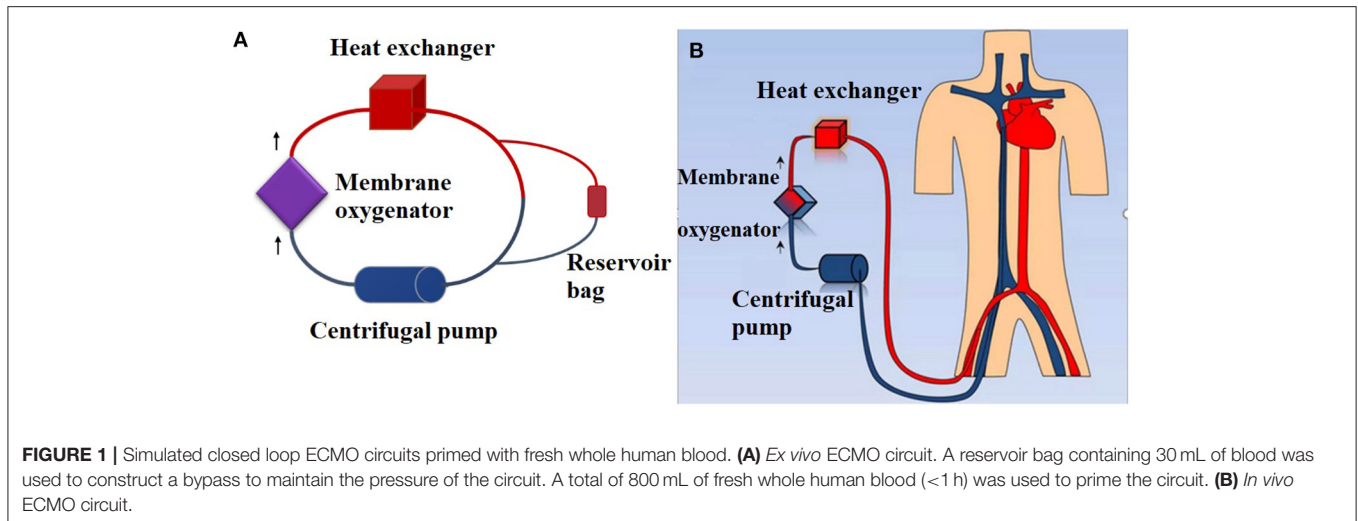 A
Heat exchanger
Membrane
oxygenator
Reservoir
bag
Centrifugal pump
B
Heat exchanger
Membrane
oxygenator
Centrifugal
pump
FIGURE 1 | Simulated closed loop ECMO circuits primed with fresh whole human blood. (A) Ex vivo ECMO circuit. A reservoir bag containing 30 mL of blood was
used to construct a bypass to maintain the pressure of the circuit. A total of 800 mL of fresh whole human blood (<1 h) was used to prime the circuit. (B) In vivo
ECMO circuit.